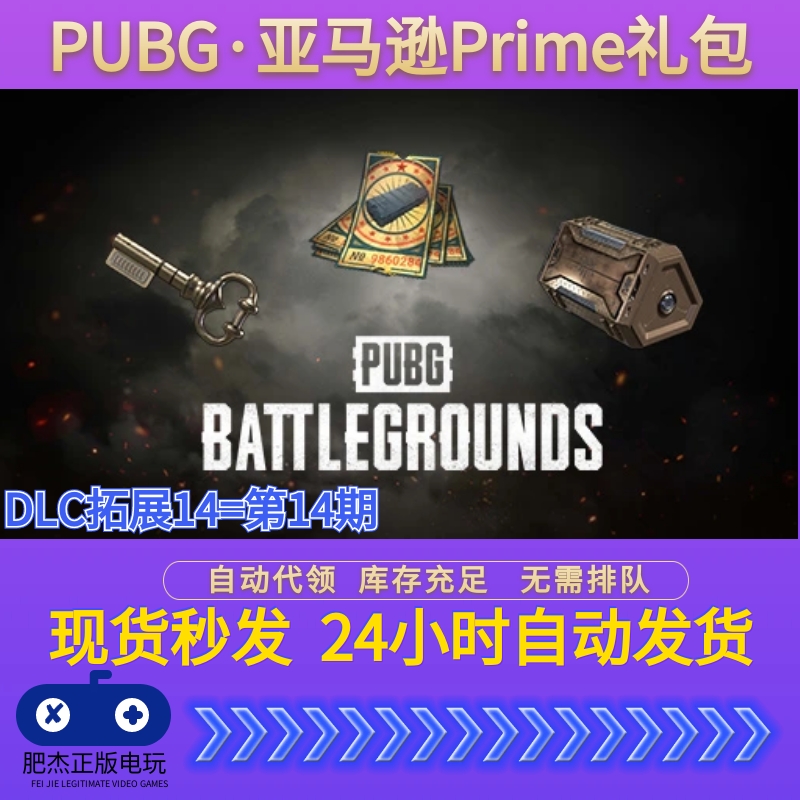 PUBG·亚马逊Prime礼包
№ 9860284
PUBG
BATTLEGROUNDS
DLC拓展14=第14期
自动代领 库存充足 无需排队
现货秒发 24小时自动发货
肥杰正版电玩
FEI JIE LEGITIMATE VIDEO GAMES